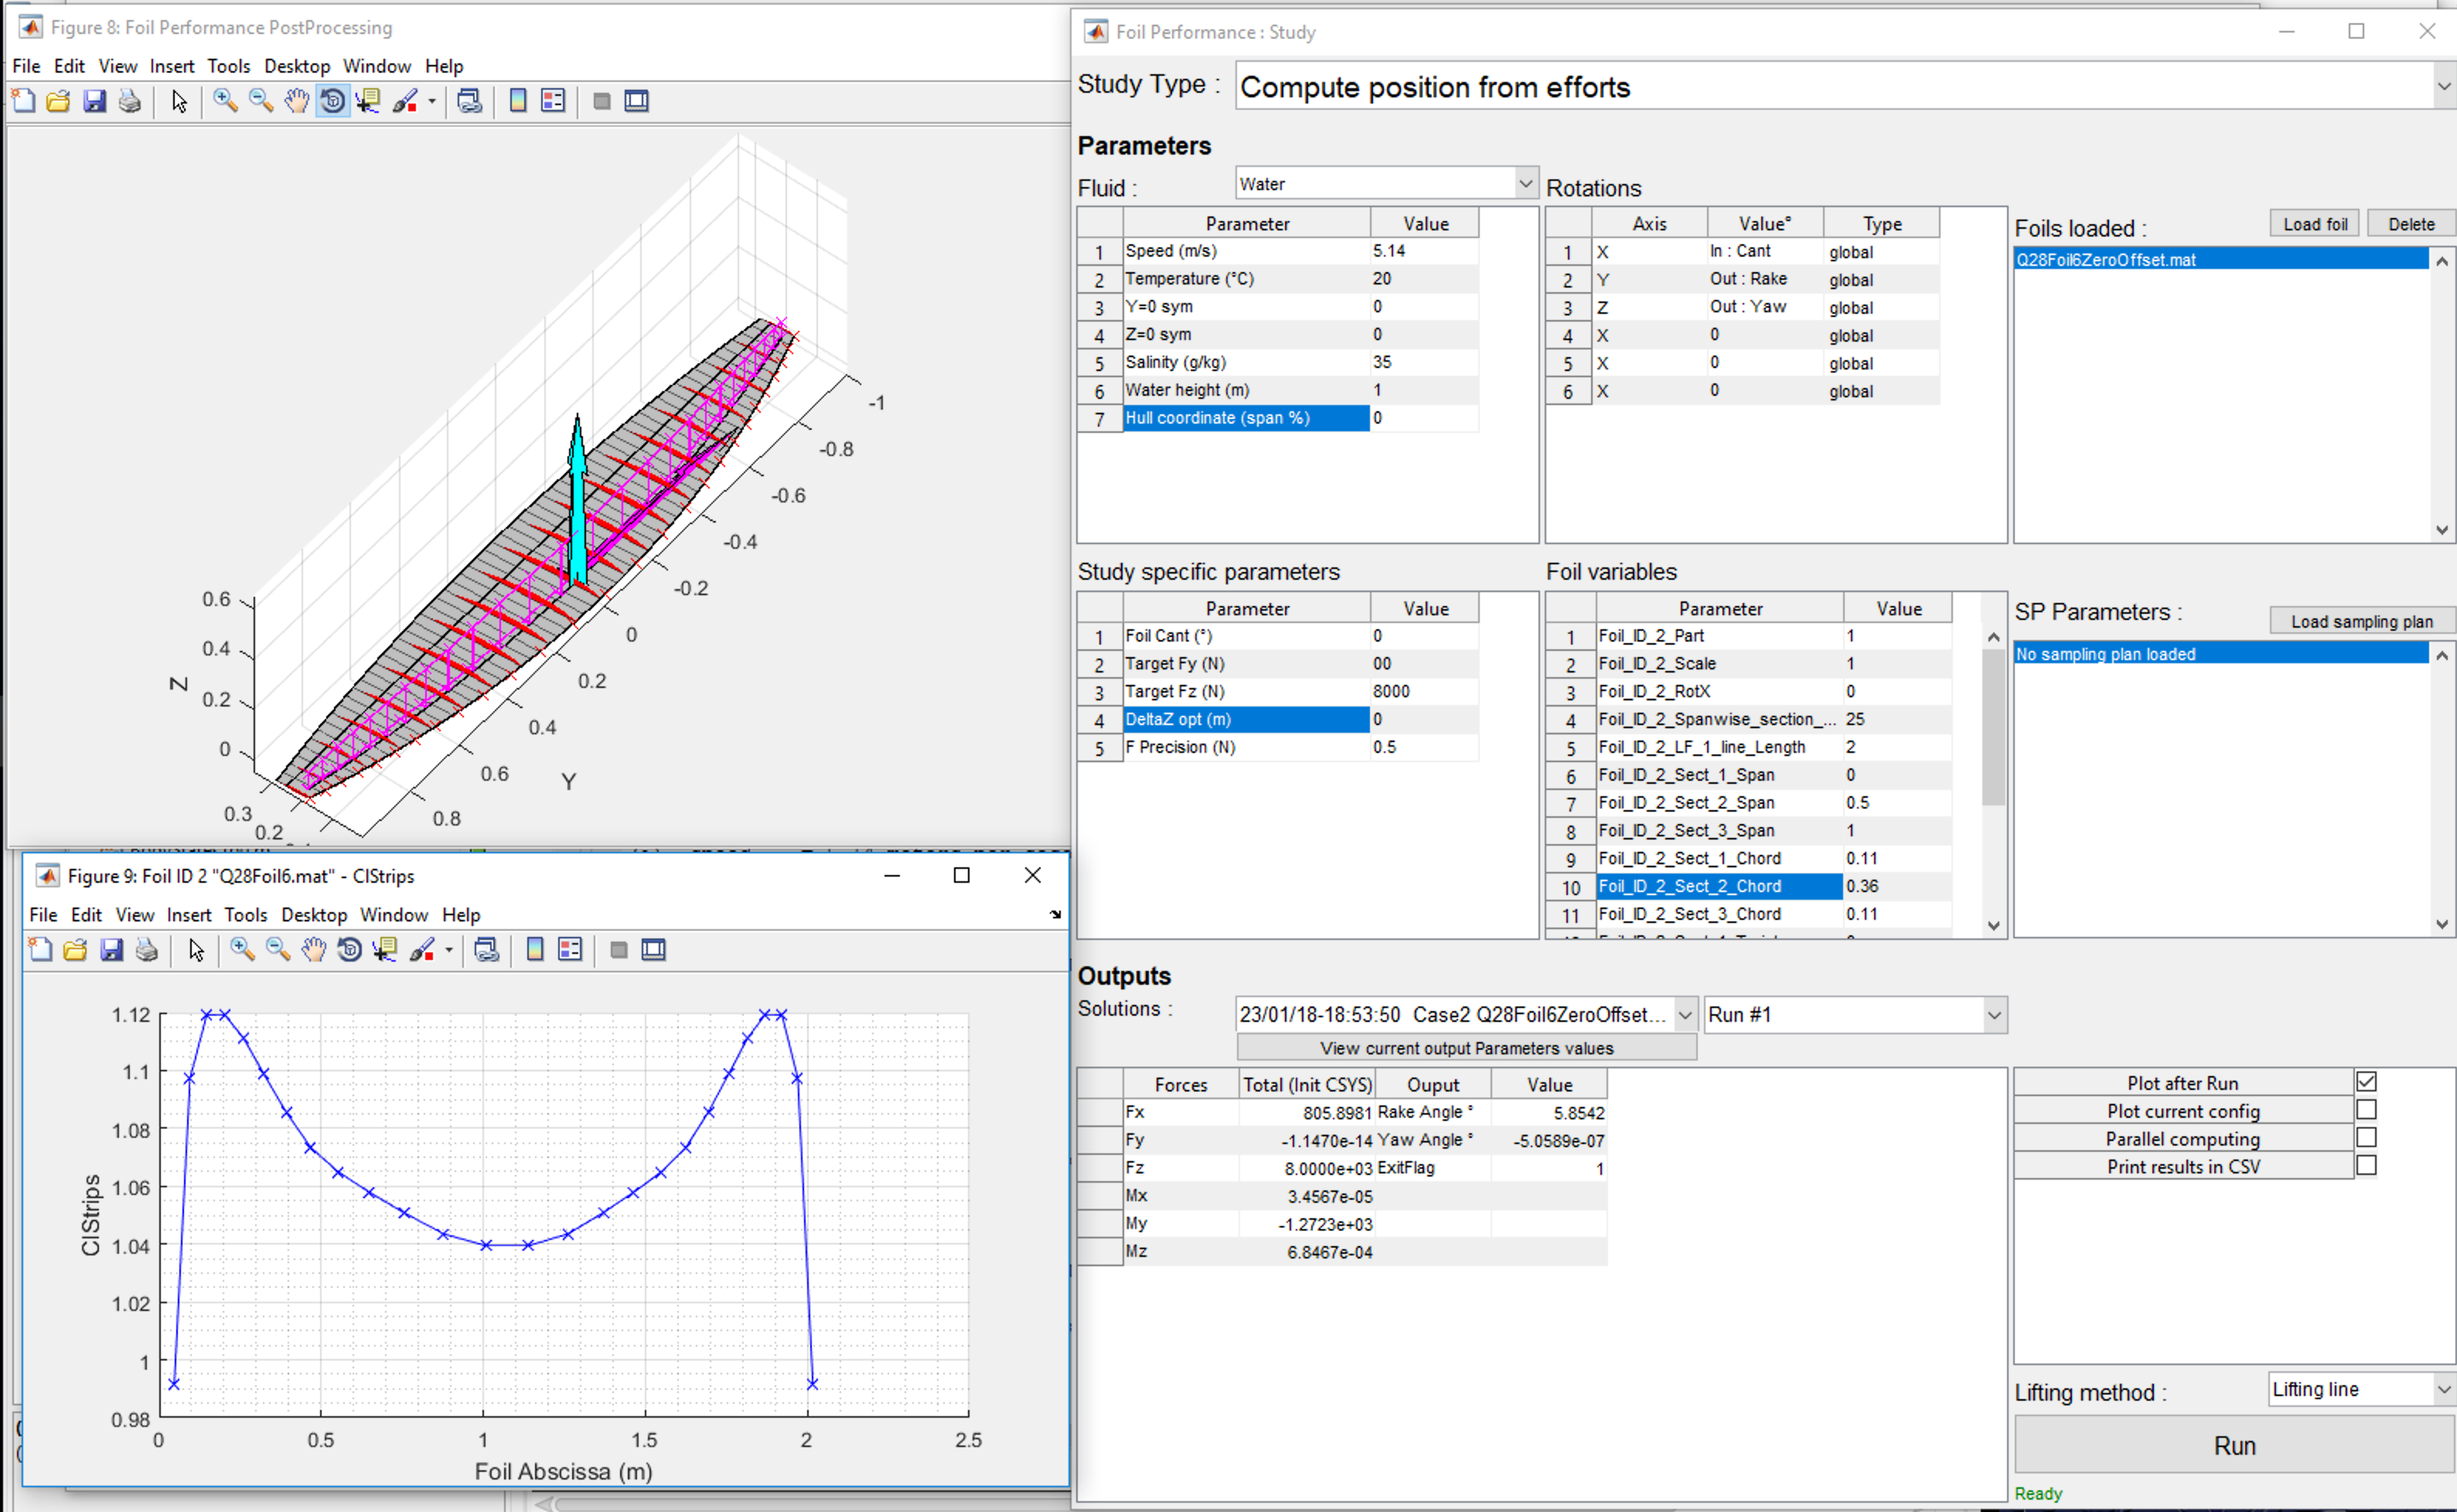 Figure 8: Foil Performance PostProcessing
File Edit View Insert Tools Desktop Window Help
-1
-0.8
-0.6
-0.4
-0.2
0
0.2
0.4
0.6
0.8
Y
0.6
0.4
0.2
0
Z
0.3
0.2
Figure 9: Foil ID 2 "Q28Foil6.mat" - ClStrips
File Edit View Insert Tools Desktop Window Help
1.12
1.1
1.08
1.06
1.04
1.02
1
0.98
ClStrips
0 0.5 1 1.5 2 2.5
Foil Abscissa (m)
Foil Performance : Study
Study Type : Compute position from efforts
Parameters
Fluid : Water
Parameter Value
1 Speed (m/s) 5.14
2 Temperature (°C) 20
3 Y=0 sym 0
4 Z=0 sym 0
5 Salinity (g/kg) 35
6 Water height (m) 1
7 Hull coordinate (span %) 0
Rotations
Axis Value° Type
1 X In : Cant global
2 Y Out : Rake global
3 Z Out : Yaw global
4 X 0 global
5 X 0 global
6 X 0 global
Foils loaded : Load foil Delete
Q28Foil6ZeroOffset.mat
Study specific parameters
Parameter Value
1 Foil Cant (°) 0
2 Target Fy (N) 00
3 Target Fz (N) 8000
4 DeltaZ opt (m) 0
5 F Precision (N) 0.5
Foil variables
Parameter Value
1 Foil_ID_2_Part 1
2 Foil_ID_2_Scale 1
3 Foil_ID_2_RotX 0
4 Foil_ID_2_Spanwise_section_... 25
5 Foil_ID_2_LF_1_line_Length 2
6 Foil_ID_2_Sect_1_Span 0
7 Foil_ID_2_Sect_2_Span 0.5
8 Foil_ID_2_Sect_3_Span 1
9 Foil_ID_2_Sect_1_Chord 0.11
10 Foil_ID_2_Sect_2_Chord 0.36
11 Foil_ID_2_Sect_3_Chord 0.11
SP Parameters : Load sampling plan
No sampling plan loaded
Outputs
Solutions : 23/01/18-18:53:50 Case2 Q28Foil6ZeroOffset... Run #1
View current output Parameters values
Forces Total (Init CSYS) Ouput Value
Fx 805.8981 Rake Angle ° 5.8542
Fy -1.1470e-14 Yaw Angle ° -5.0589e-07
Fz 8.0000e+03 ExitFlag 1
Mx 3.4567e-05
My -1.2723e+03
Mz 6.8467e-04
Plot after Run
Plot current config
Parallel computing
Print results in CSV
Lifting method : Lifting line
Run
Ready